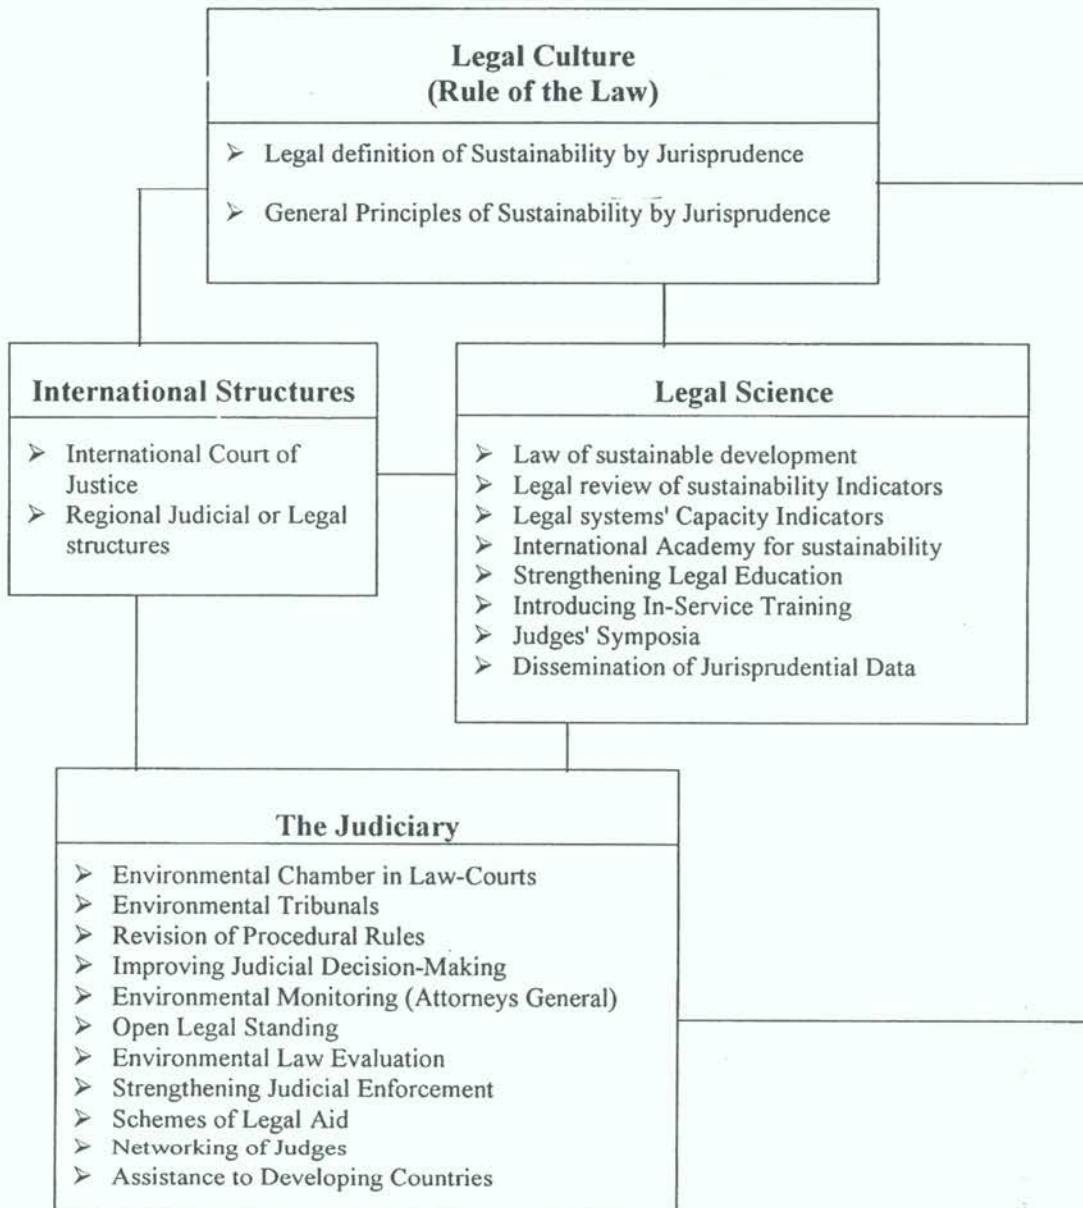 Legal Culture
(Rule of the Law)
➢ Legal definition of Sustainability by Jurisprudence
➢ General Principles of Sustainability by Jurisprudence
International Structures
➢ International Court of
Justice
➢ Regional Judicial or Legal
structures
Legal Science
➢ Law of sustainable development
➢ Legal review of sustainability Indicators
➢ Legal systems' Capacity Indicators
➢ International Academy for sustainability
➢ Strengthening Legal Education
➢ Introducing In-Service Training
➢ Judges' Symposia
➢ Dissemination of Jurisprudential Data
The Judiciary
➢ Environmental Chamber in Law-Courts
➢ Environmental Tribunals
➢ Revision of Procedural Rules
➢ Improving Judicial Decision-Making
➢ Environmental Monitoring (Attorneys General)
➢ Open Legal Standing
➢ Environmental Law Evaluation
➢ Strengthening Judicial Enforcement
➢ Schemes of Legal Aid
➢ Networking of Judges
➢ Assistance to Developing Countries